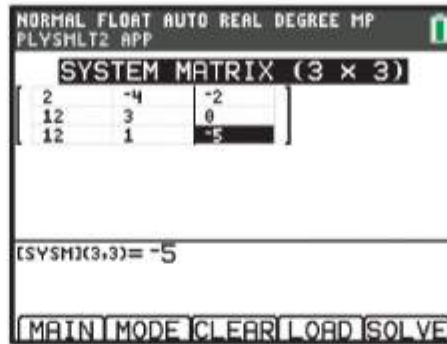 NORMAL FLOAT AUTO REAL DEGREE MP
PLYSMLT2 APP
SYSTEM MATRIX (3 × 3)
2 -4 -2
12 3 0
12 1 -5
[SYSM](3,3)= -5
MAIN MODE CLEAR LOAD SOLVE